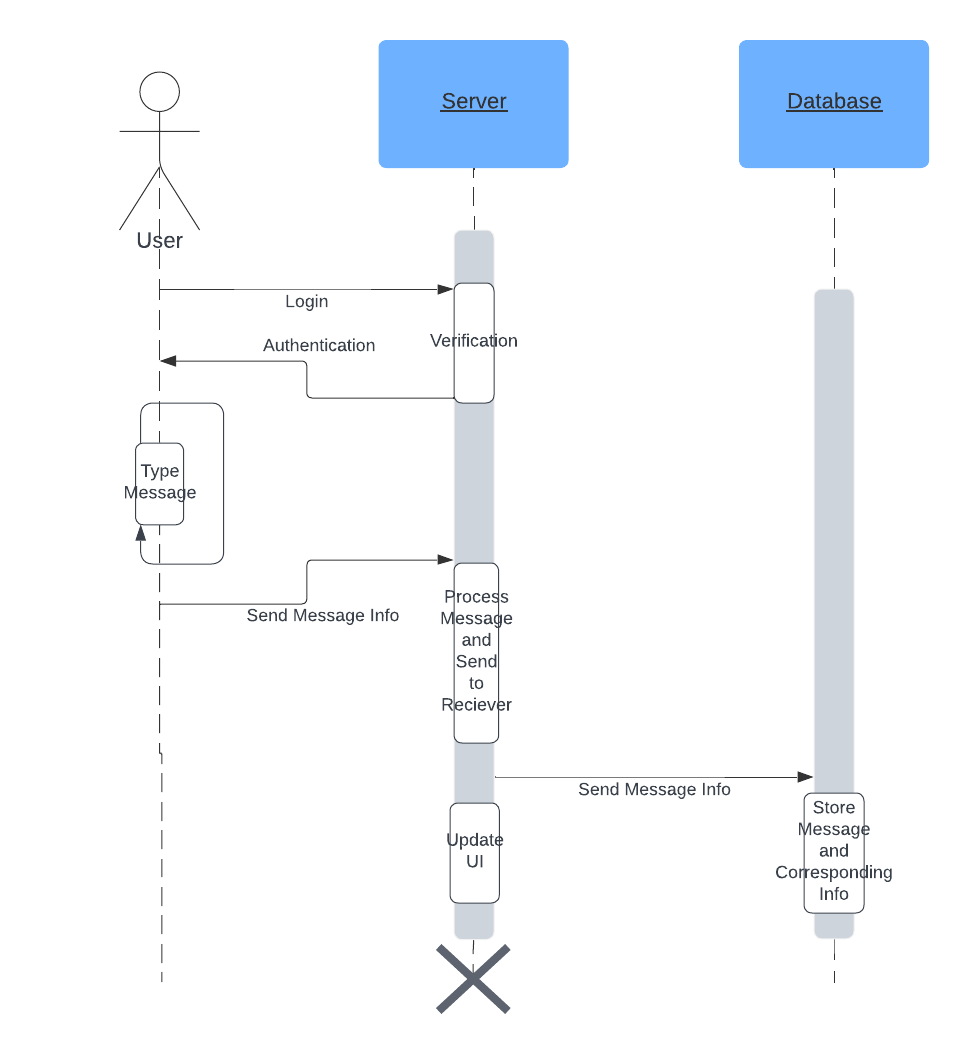 Server
Database
User
Login
Verification
Authentication
Type
Message
Send Message Info
Process
Message
and
Send
to
Reciever
Send Message Info
Update
UI
Store
Message
and
Corresponding
Info